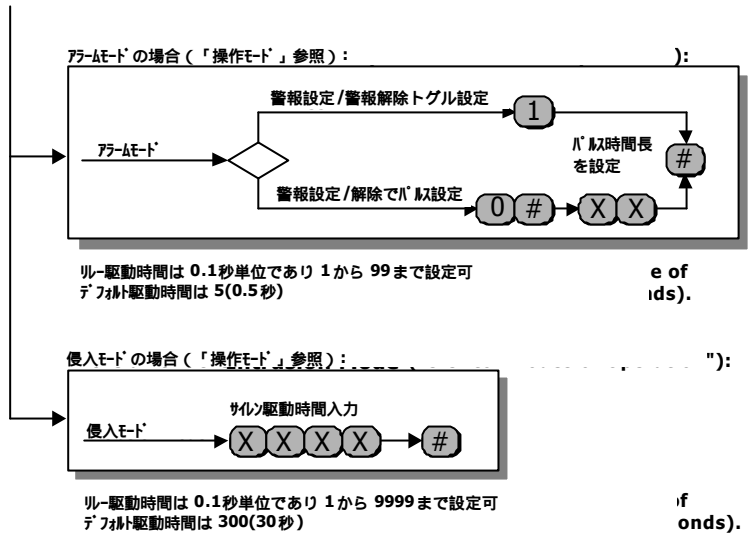 ｱﾗｰﾑﾓｰﾄﾞの場合（「操作ﾓｰﾄﾞ」参照）: ):
警報設定/警報解除トグル設定
1
ｱﾗｰﾑﾓｰﾄﾞ
ﾊﾟﾙｽ時間長
を設定
#
警報設定/解除でﾊﾟﾙｽ設定
0 # X X
ﾘﾚｰ駆動時間は 0.1秒単位であり 1から 99まで設定可 e of
ﾃﾞﾌｫﾙﾄ駆動時間は 5(0.5秒) ds).
侵入ﾓｰﾄﾞの場合（「操作ﾓｰﾄﾞ」参照）: "):
ｻｲﾚﾝ駆動時間入力
侵入ﾓｰﾄﾞ
X X X X #
ﾘﾚｰ駆動時間は 0.1秒単位であり 1から 9999まで設定可 of
ﾃﾞﾌｫﾙﾄ駆動時間は 300(30秒) onds).